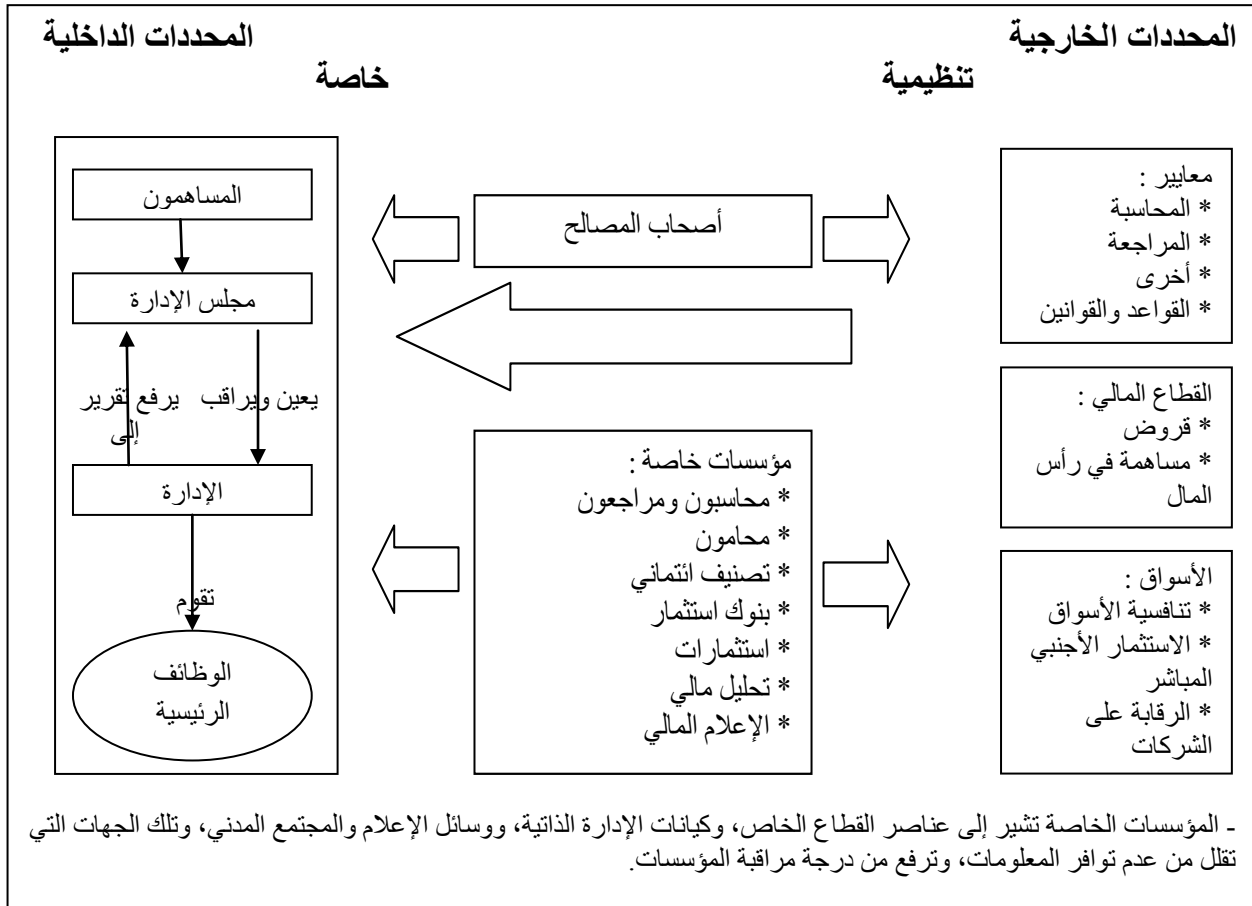 المحددات الخارجية
المحددات الداخلية
تنظيمية
خاصة
معايير :
* المحاسبة
* المراجعة
* أخرى
* القواعد والقوانين
القطاع المالي :
* قروض
* مساهمة في رأس
المال
الأسواق :
* تنافسية الأسواق
* الاستثمار الأجنبي
المباشر
* الرقابة على
الشركات
أصحاب المصالح
مؤسسات خاصة :
* محاسبون ومراجعون
* محامون
* تصنيف ائتماني
* بنوك استثمار
* استثمارات
* تحليل مالي
* الإعلام المالي
المساهمون
مجلس الإدارة
يعين ويراقب
يرفع تقرير
إلى
الإدارة
تقوم
الوظائف
الرئيسية
- المؤسسات الخاصة تشير إلى عناصر القطاع الخاص، وكيانات الإدارة الذاتية، ووسائل الإعلام والمجتمع المدني، وتلك الجهات التي
تقلل من عدم توافر المعلومات، وترفع من درجة مراقبة المؤسسات.